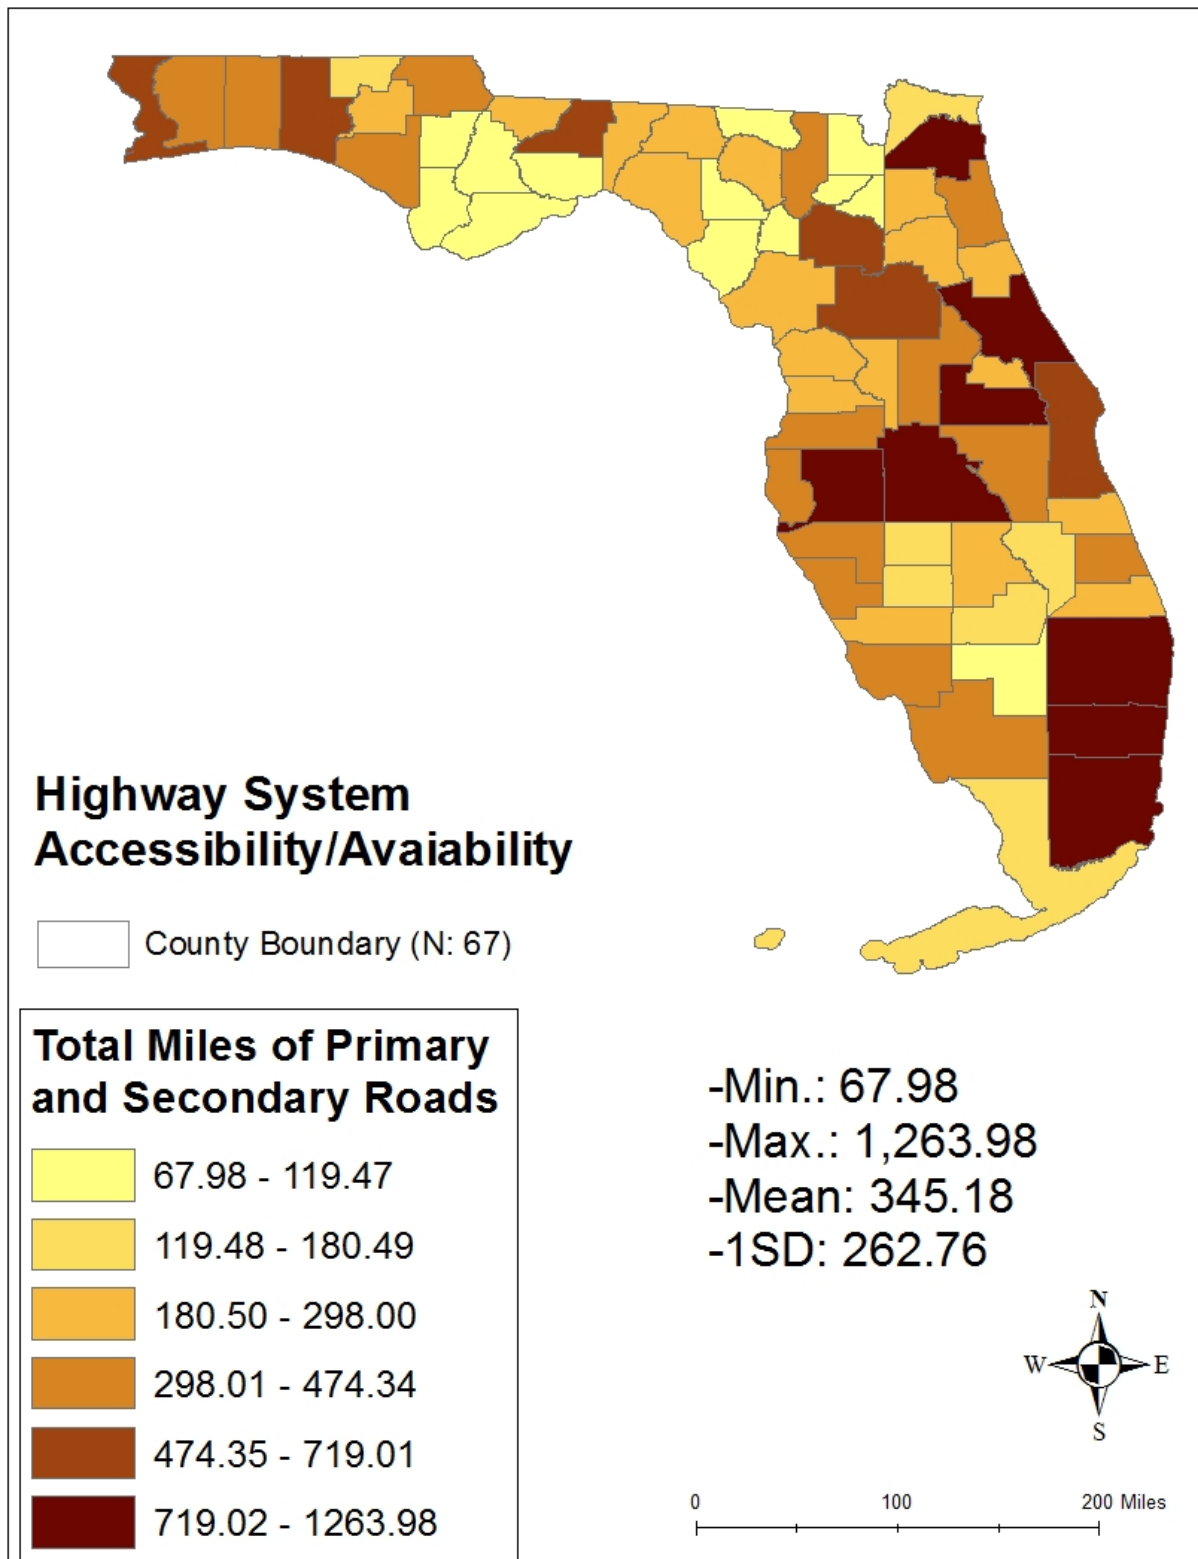 Highway System
Accessibility/Avaiability
County Boundary (N: 67)
Total Miles of Primary
and Secondary Roads
67.98 - 119.47
119.48 - 180.49
180.50 - 298.00
298.01 - 474.34
474.35 - 719.01
719.02 - 1263.98
-Min.: 67.98
-Max.: 1,263.98
-Mean: 345.18
-1SD: 262.76
N
W E
S
0 100 200 Miles